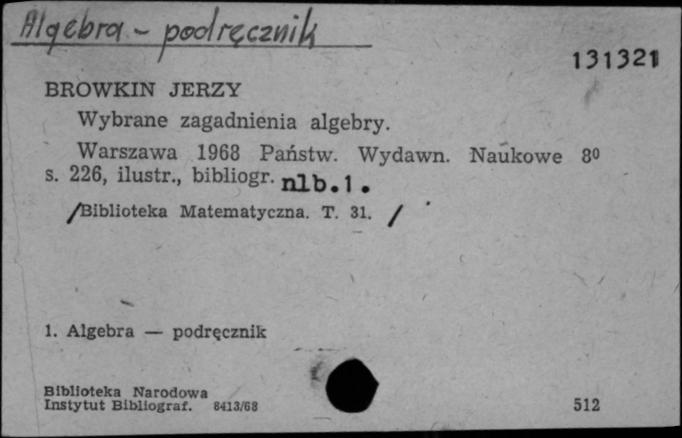 Algebra - podręcznik
131321
BROWKIN JERZY
Wybrane zagadnienia algebry.
Warszawa 1968 Państw. Wydawn. Naukowe 8⁰
s. 226, ilustr., bibliogr. nlb.1.
/Biblioteka Matematyczna. T. 31. /
1. Algebra — podręcznik
Biblioteka Narodowa
Instytut Bibliograf. 8413/68
512